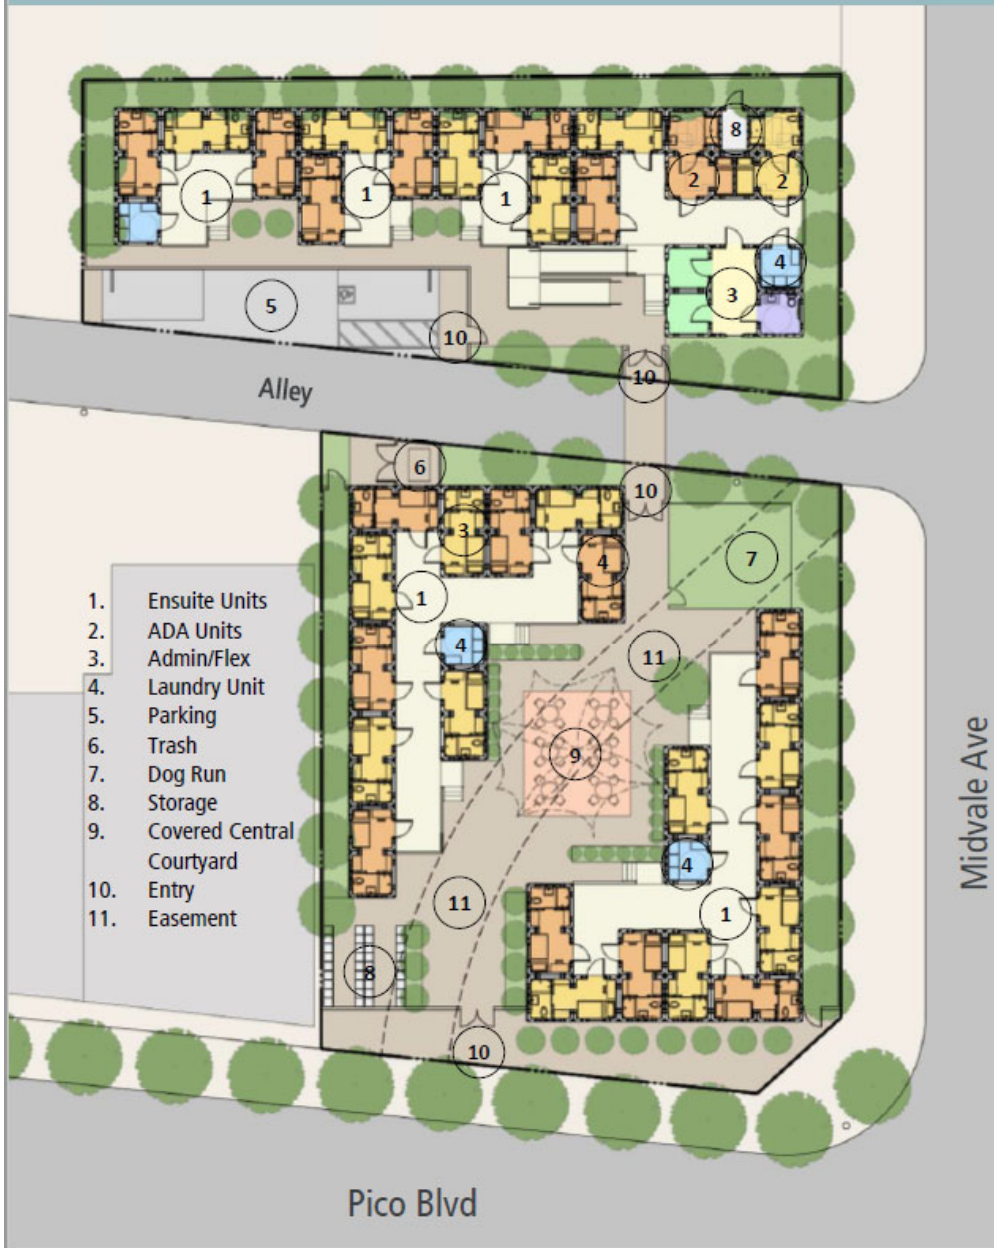 8
2
2
1
1
1
4
3
5
10
10
Alley
6
10
3
4
7
1
4
11
9
4
11
1
8
10
1. Ensuite Units
2. ADA Units
3. Admin/Flex
4. Laundry Unit
5. Parking
6. Trash
7. Dog Run
8. Storage
9. Covered Central
Courtyard
10. Entry
11. Easement
Midvale Ave
Pico Blvd